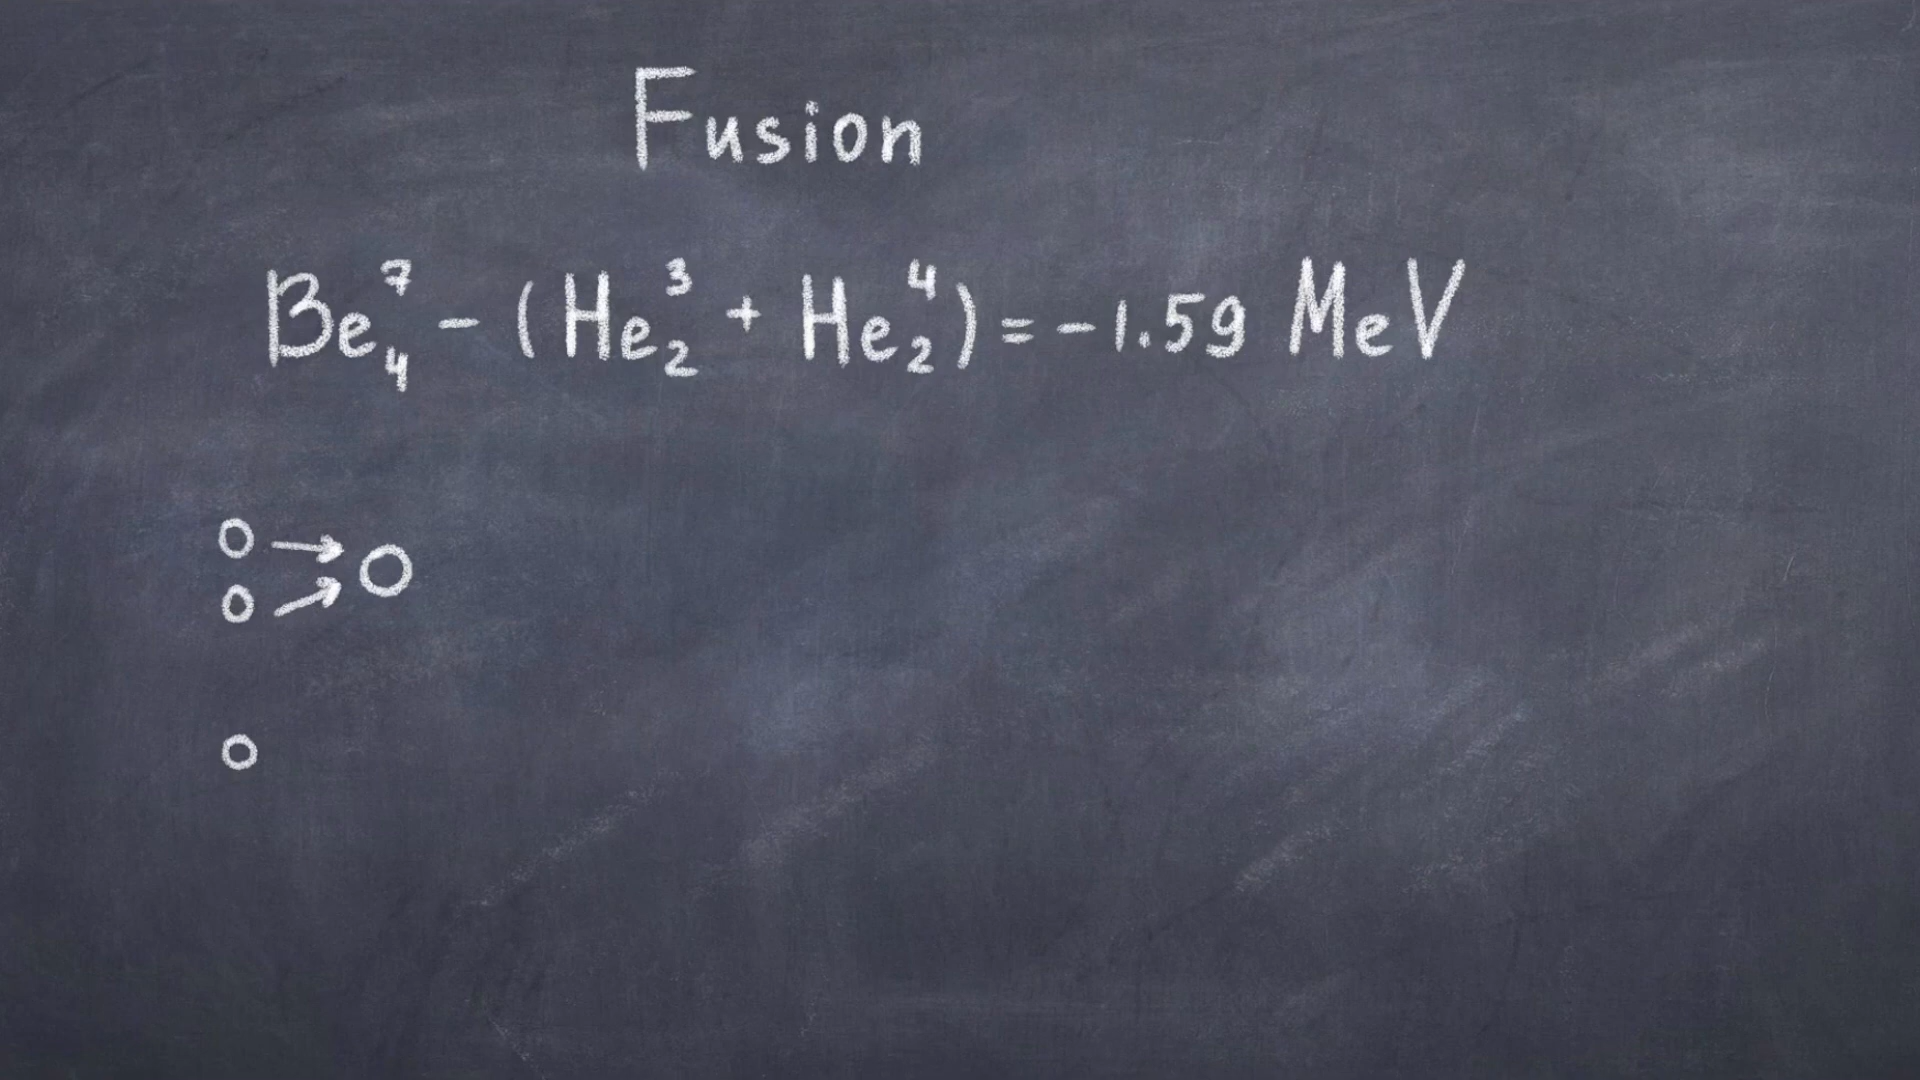 Fusion
Be⁷₄ - (He³₂ + He⁴₂) = -1.59 MeV